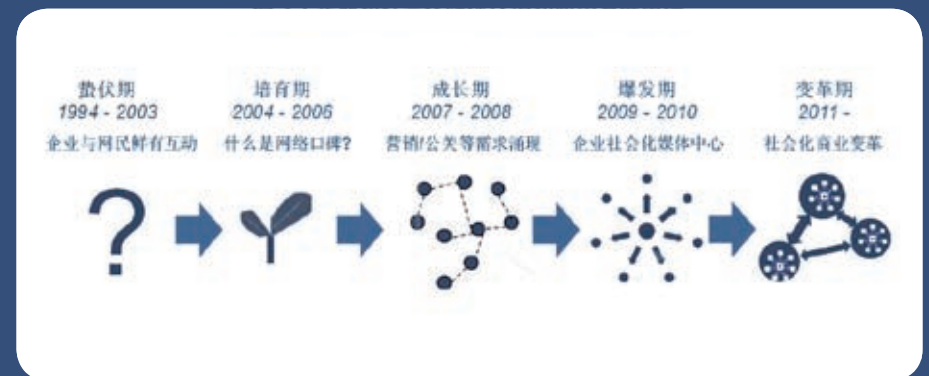 蛰伏期
1994 - 2003
企业与网民鲜有互动
培育期
2004 - 2006
什么是网络口碑?
成长期
2007 - 2008
营销/公关等需求涌现
爆发期
2009 - 2010
企业社会化媒体中心
变革期
2011 -
社会化商业变革
?